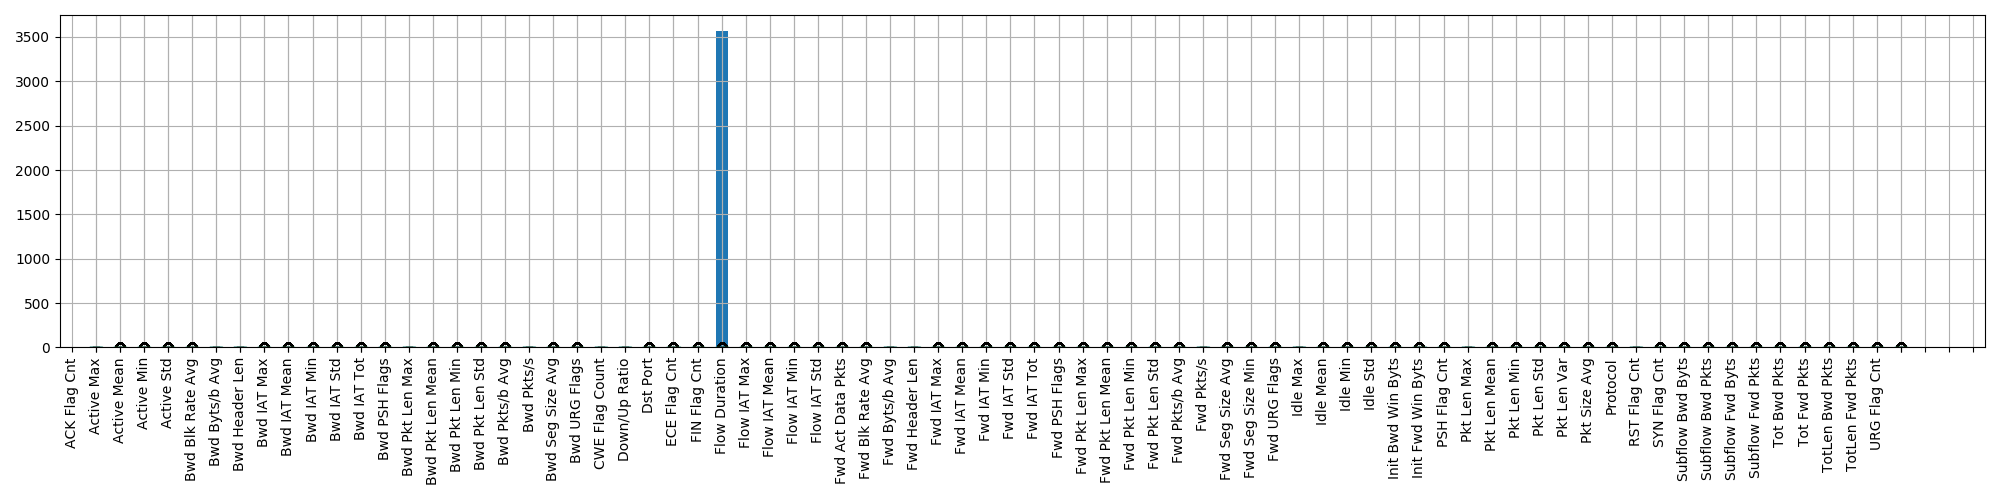 3500
3000
2500
2000
1500
1000
500
0
ACK Flag Cnt
Active Max
Active Mean
Active Min
Active Std
Bwd Blk Rate Avg
Bwd Byts/b Avg
Bwd Header Len
Bwd IAT Max
Bwd IAT Mean
Bwd IAT Min
Bwd IAT Std
Bwd IAT Tot
Bwd PSH Flags
Bwd Pkt Len Max
Bwd Pkt Len Mean
Bwd Pkt Len Min
Bwd Pkt Len Std
Bwd Pkts/b Avg
Bwd Pkts/s
Bwd Seg Size Avg
Bwd URG Flags
CWE Flag Count
Down/Up Ratio
Dst Port
ECE Flag Cnt
FIN Flag Cnt
Flow Duration
Flow IAT Max
Flow IAT Mean
Flow IAT Min
Flow IAT Std
Fwd Act Data Pkts
Fwd Blk Rate Avg
Fwd Byts/b Avg
Fwd Header Len
Fwd IAT Max
Fwd IAT Mean
Fwd IAT Min
Fwd IAT Std
Fwd IAT Tot
Fwd PSH Flags
Fwd Pkt Len Max
Fwd Pkt Len Mean
Fwd Pkt Len Min
Fwd Pkt Len Std
Fwd Pkts/b Avg
Fwd Pkts/s
Fwd Seg Size Avg
Fwd Seg Size Min
Fwd URG Flags
Idle Max
Idle Mean
Idle Min
Idle Std
Init Bwd Win Byts
Init Fwd Win Byts
PSH Flag Cnt
Pkt Len Max
Pkt Len Mean
Pkt Len Min
Pkt Len Std
Pkt Len Var
Pkt Size Avg
Protocol
RST Flag Cnt
SYN Flag Cnt
Subflow Bwd Byts
Subflow Bwd Pkts
Subflow Fwd Byts
Subflow Fwd Pkts
Tot Bwd Pkts
Tot Fwd Pkts
TotLen Bwd Pkts
TotLen Fwd Pkts
URG Flag Cnt